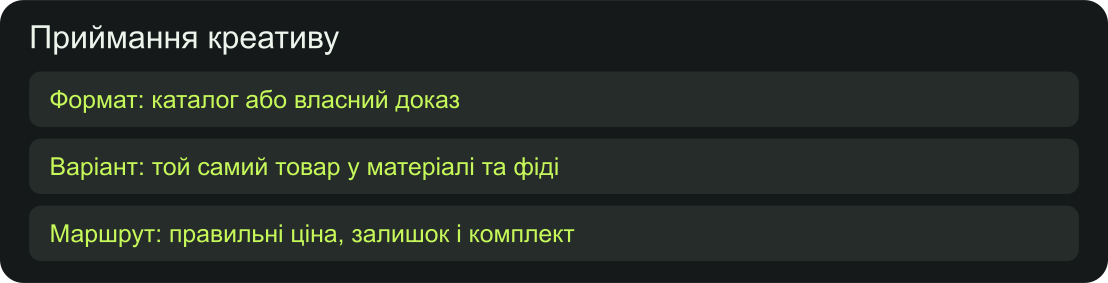 Приймання креативу
Формат: каталог або власний доказ
Варіант: той самий товар у матеріалі та фіді
Маршрут: правильні ціна, залишок і комплект